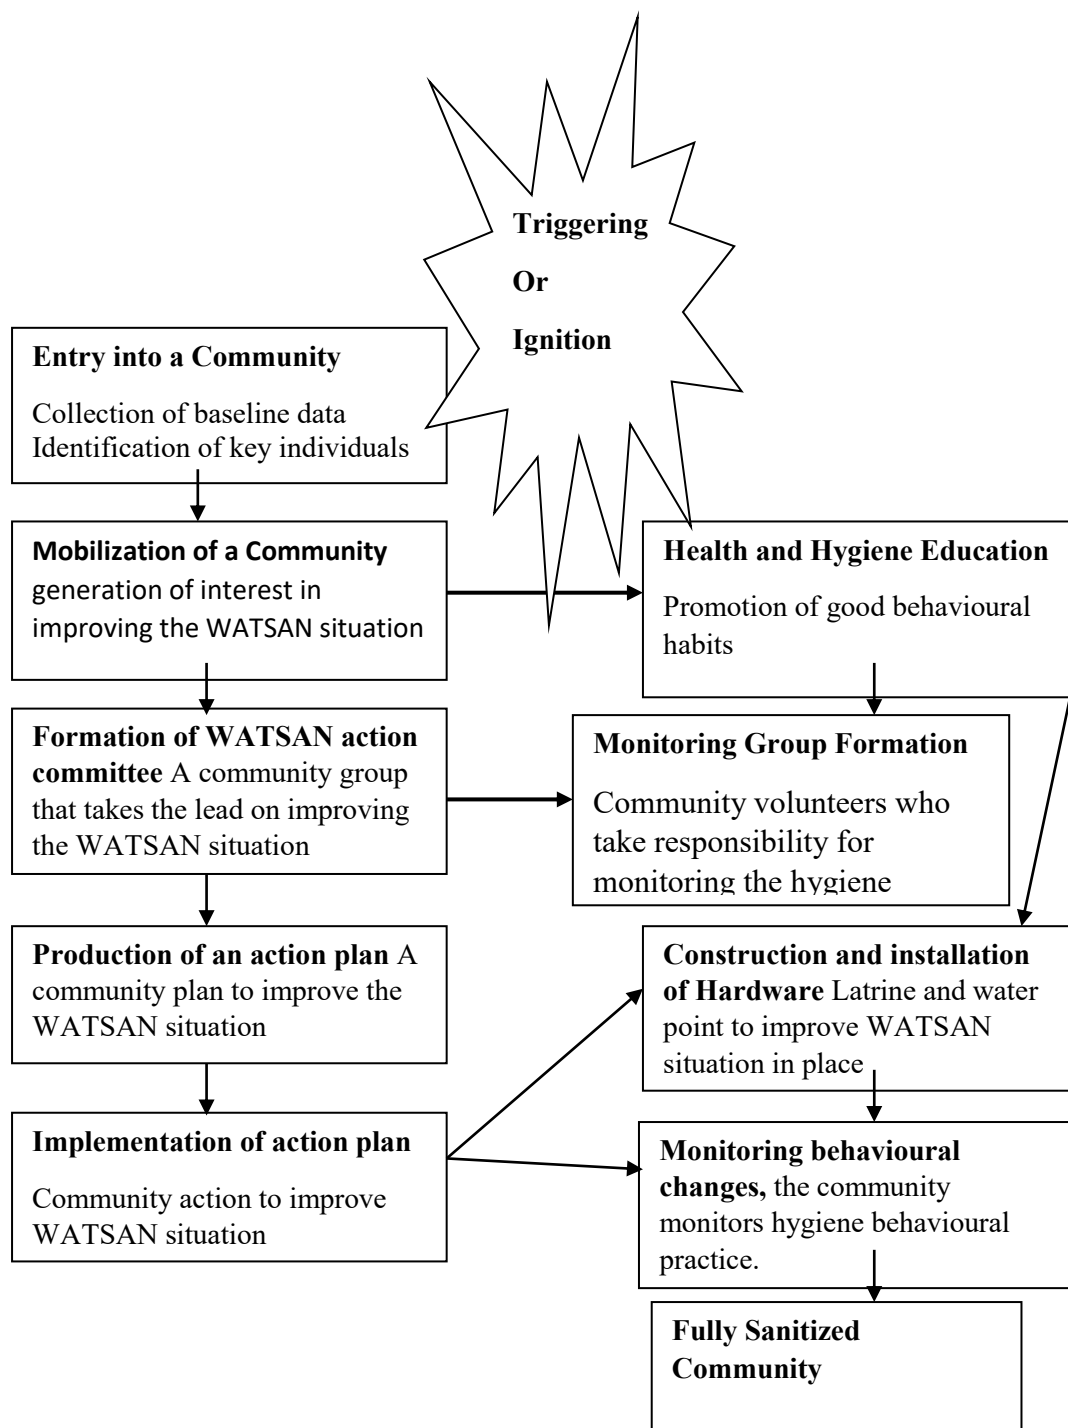 Triggering
Or
Ignition
Entry into a Community
Collection of baseline data
Identification of key individuals
Mobilization of a Community
generation of interest in
improving the WATSAN situation
Health and Hygiene Education
Promotion of good behavioural
habits
Formation of WATSAN action
committee A community group
that takes the lead on improving
the WATSAN situation
Monitoring Group Formation
Community volunteers who
take responsibility for
monitoring the hygiene
Production of an action plan A
community plan to improve the
WATSAN situation
Construction and installation
of Hardware Latrine and water
point to improve WATSAN
situation in place
Implementation of action plan
Community action to improve
WATSAN situation
Monitoring behavioural
changes, the community
monitors hygiene behavioural
practice.
Fully Sanitized
Community